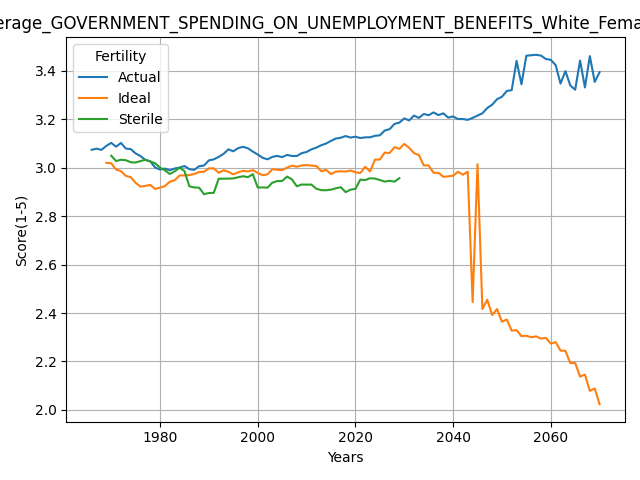 erage_GOVERNMENT_SPENDING_ON_UNEMPLOYMENT_BENEFITS_White_Fema
Fertility
Actual
Ideal
Sterile
Score(1-5)
3.4
3.2
3.0
2.8
2.6
2.4
2.2
2.0
1980 2000 2020 2040 2060
Years